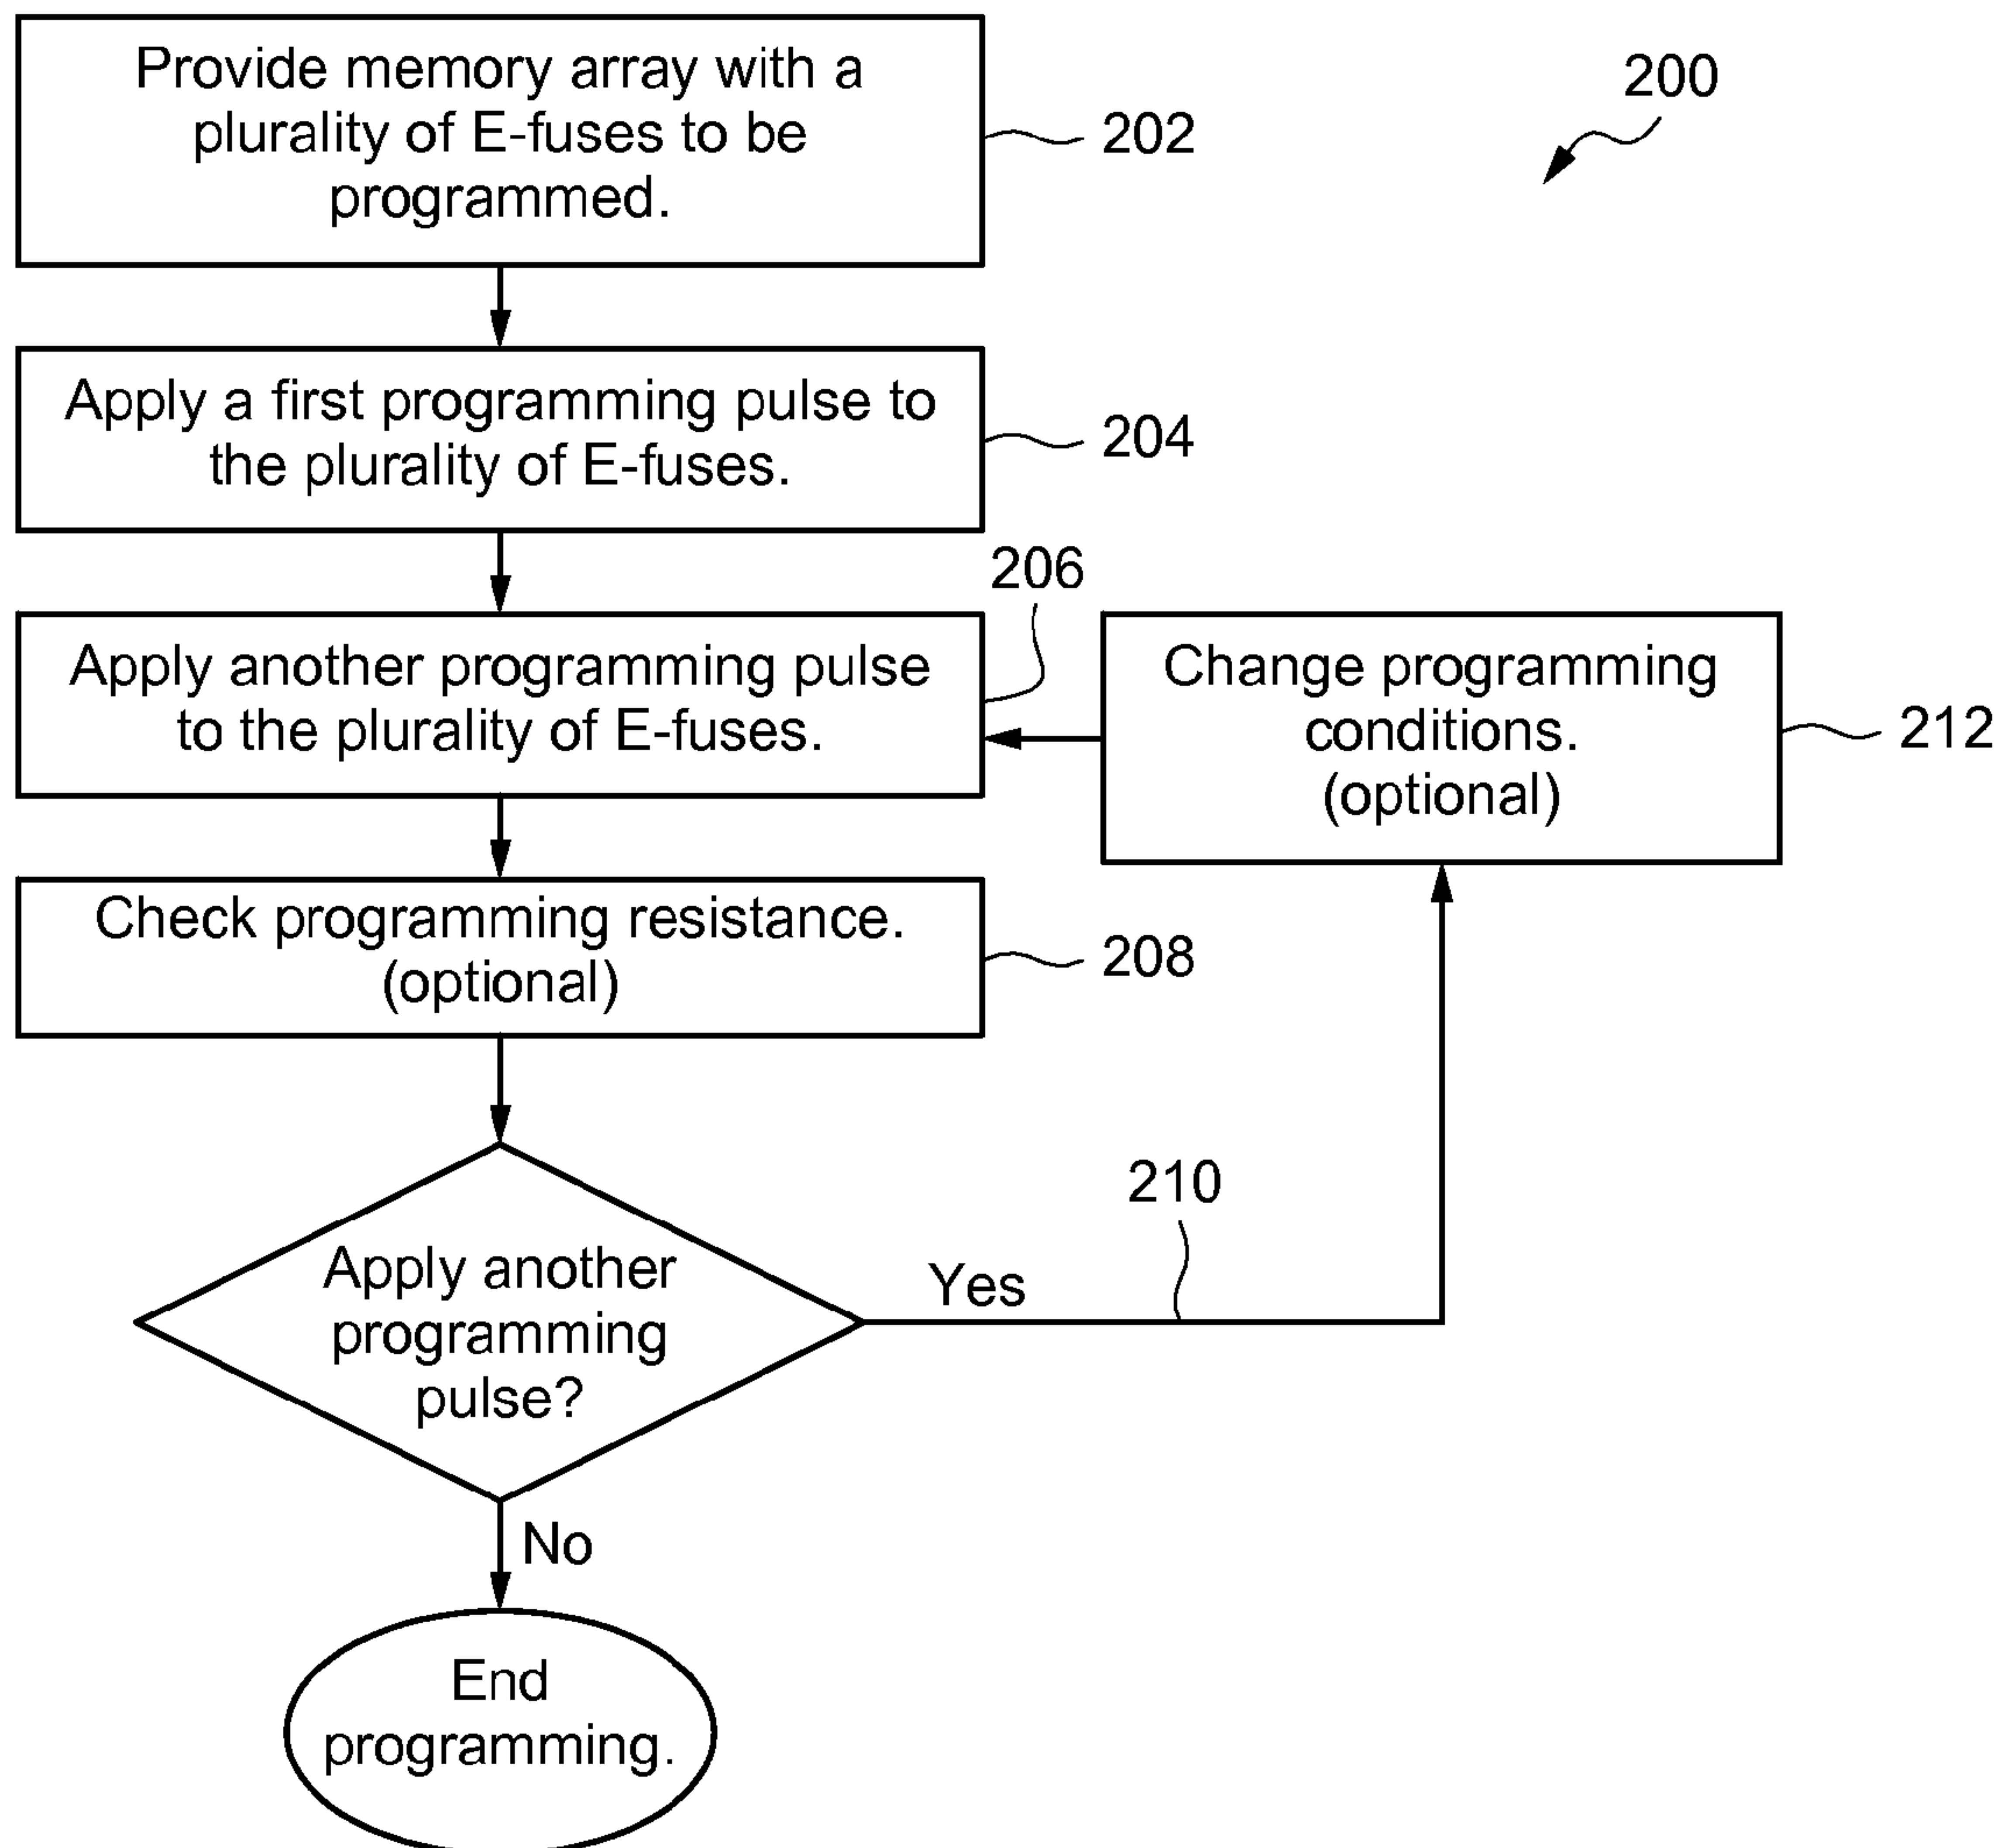 Provide memory array with a
plurality of E-fuses to be
programmed.
202
200
Apply a first programming pulse to
the plurality of E-fuses.
204
206
Apply another programming pulse
to the plurality of E-fuses.
Change programming
conditions.
(optional)
212
Check programming resistance.
(optional)
208
Apply another
programming
pulse?
Yes
210
No
End
programming.